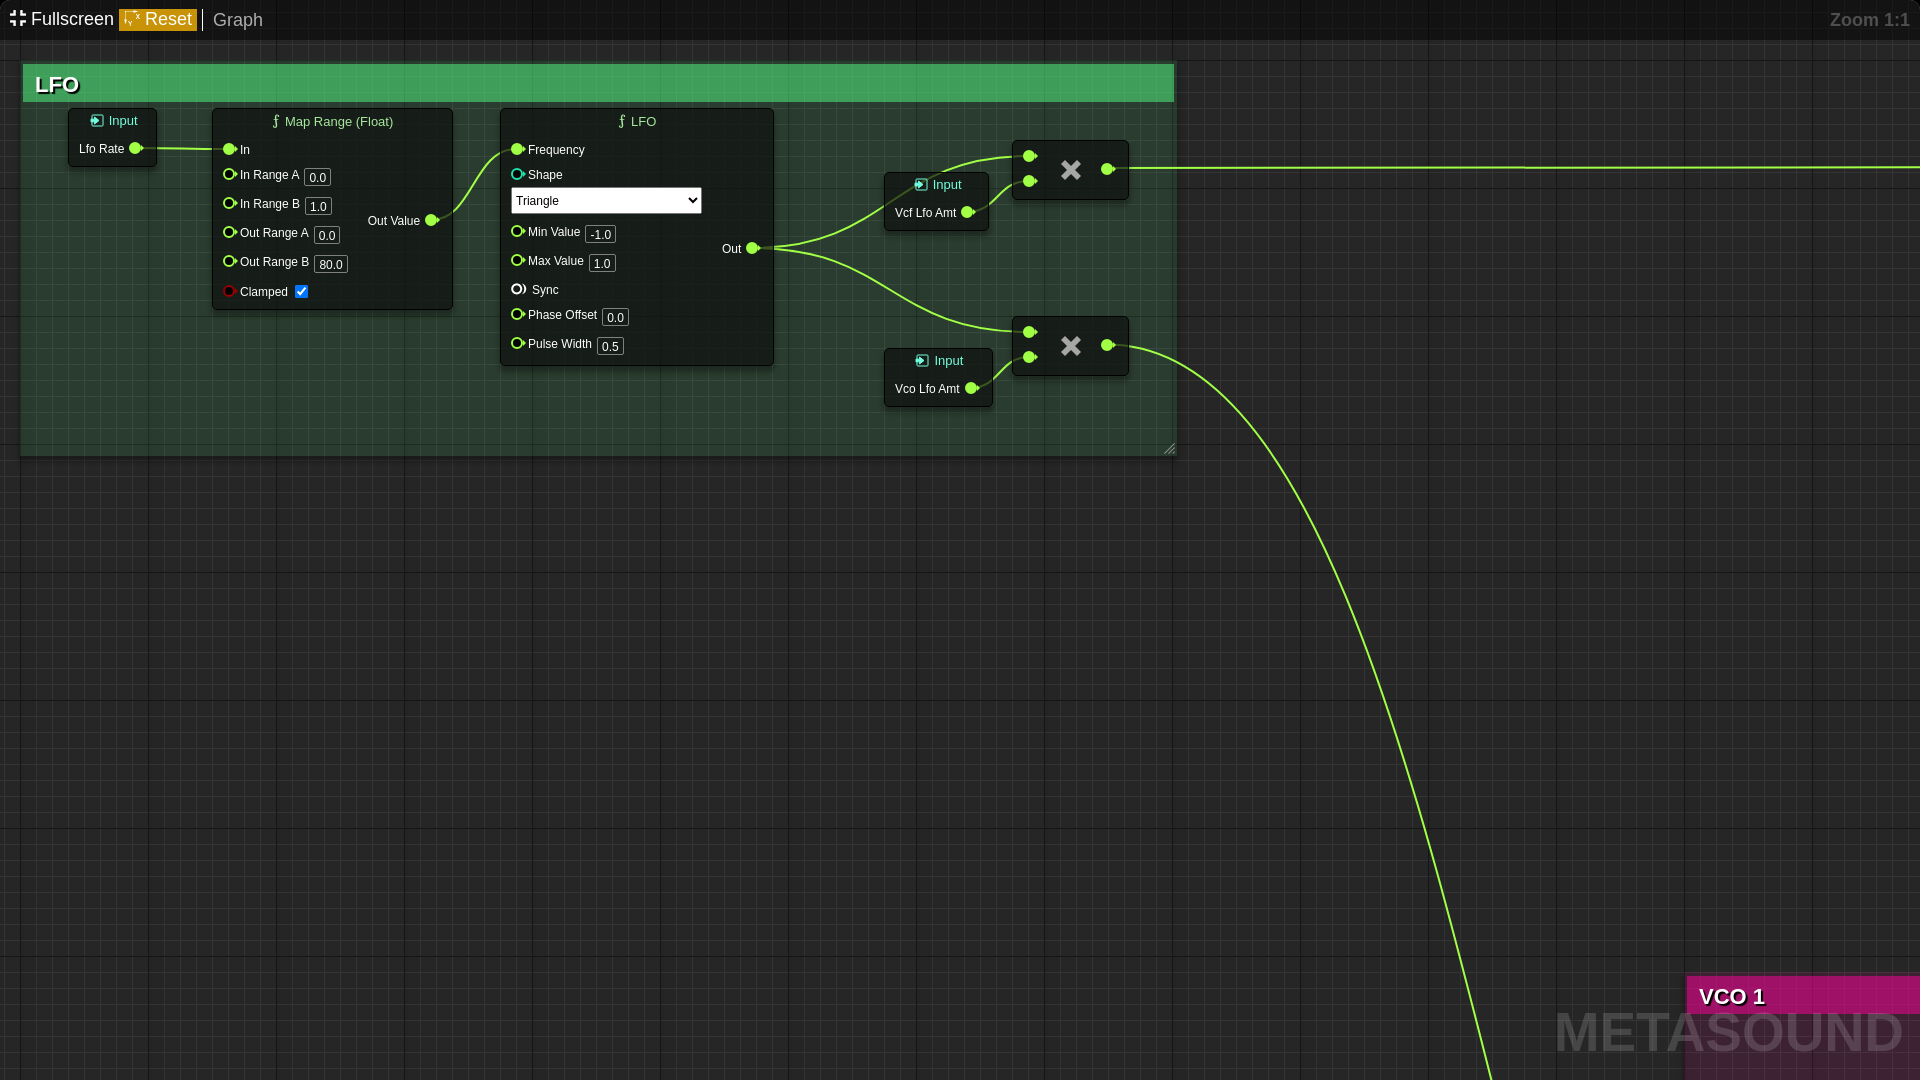 Fullscreen Reset Graph Zoom 1:1
LFO
Input
Lfo Rate
Map Range (Float)
In
In Range A 0.0
In Range B 1.0
Out Range A 0.0
Out Range B 80.0
Clamped
Out Value
LFO
Frequency
Shape
Triangle
Min Value -1.0
Max Value 1.0
Sync
Phase Offset 0.0
Pulse Width 0.5
Out
Input
Vcf Lfo Amt
Input
Vco Lfo Amt
VCO 1
METASOUND